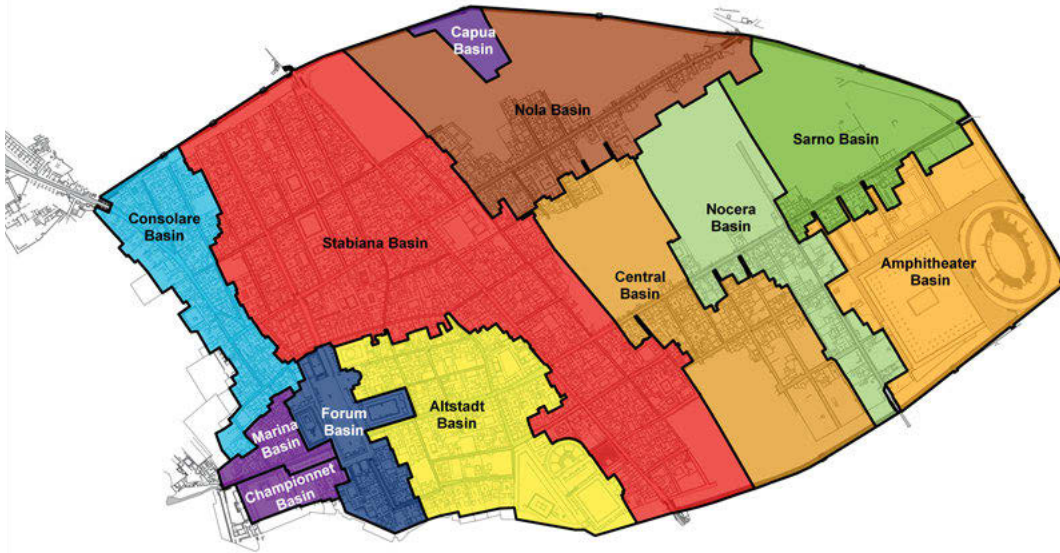 Capua
Basin
Nola Basin
Sarno Basin
Consolare
Basin
Stabiana Basin
Nocera
Basin
Central
Basin
Amphitheater
Basin
Marina
Basin
Forum
Basin
Altstadt
Basin
Championnet
Basin